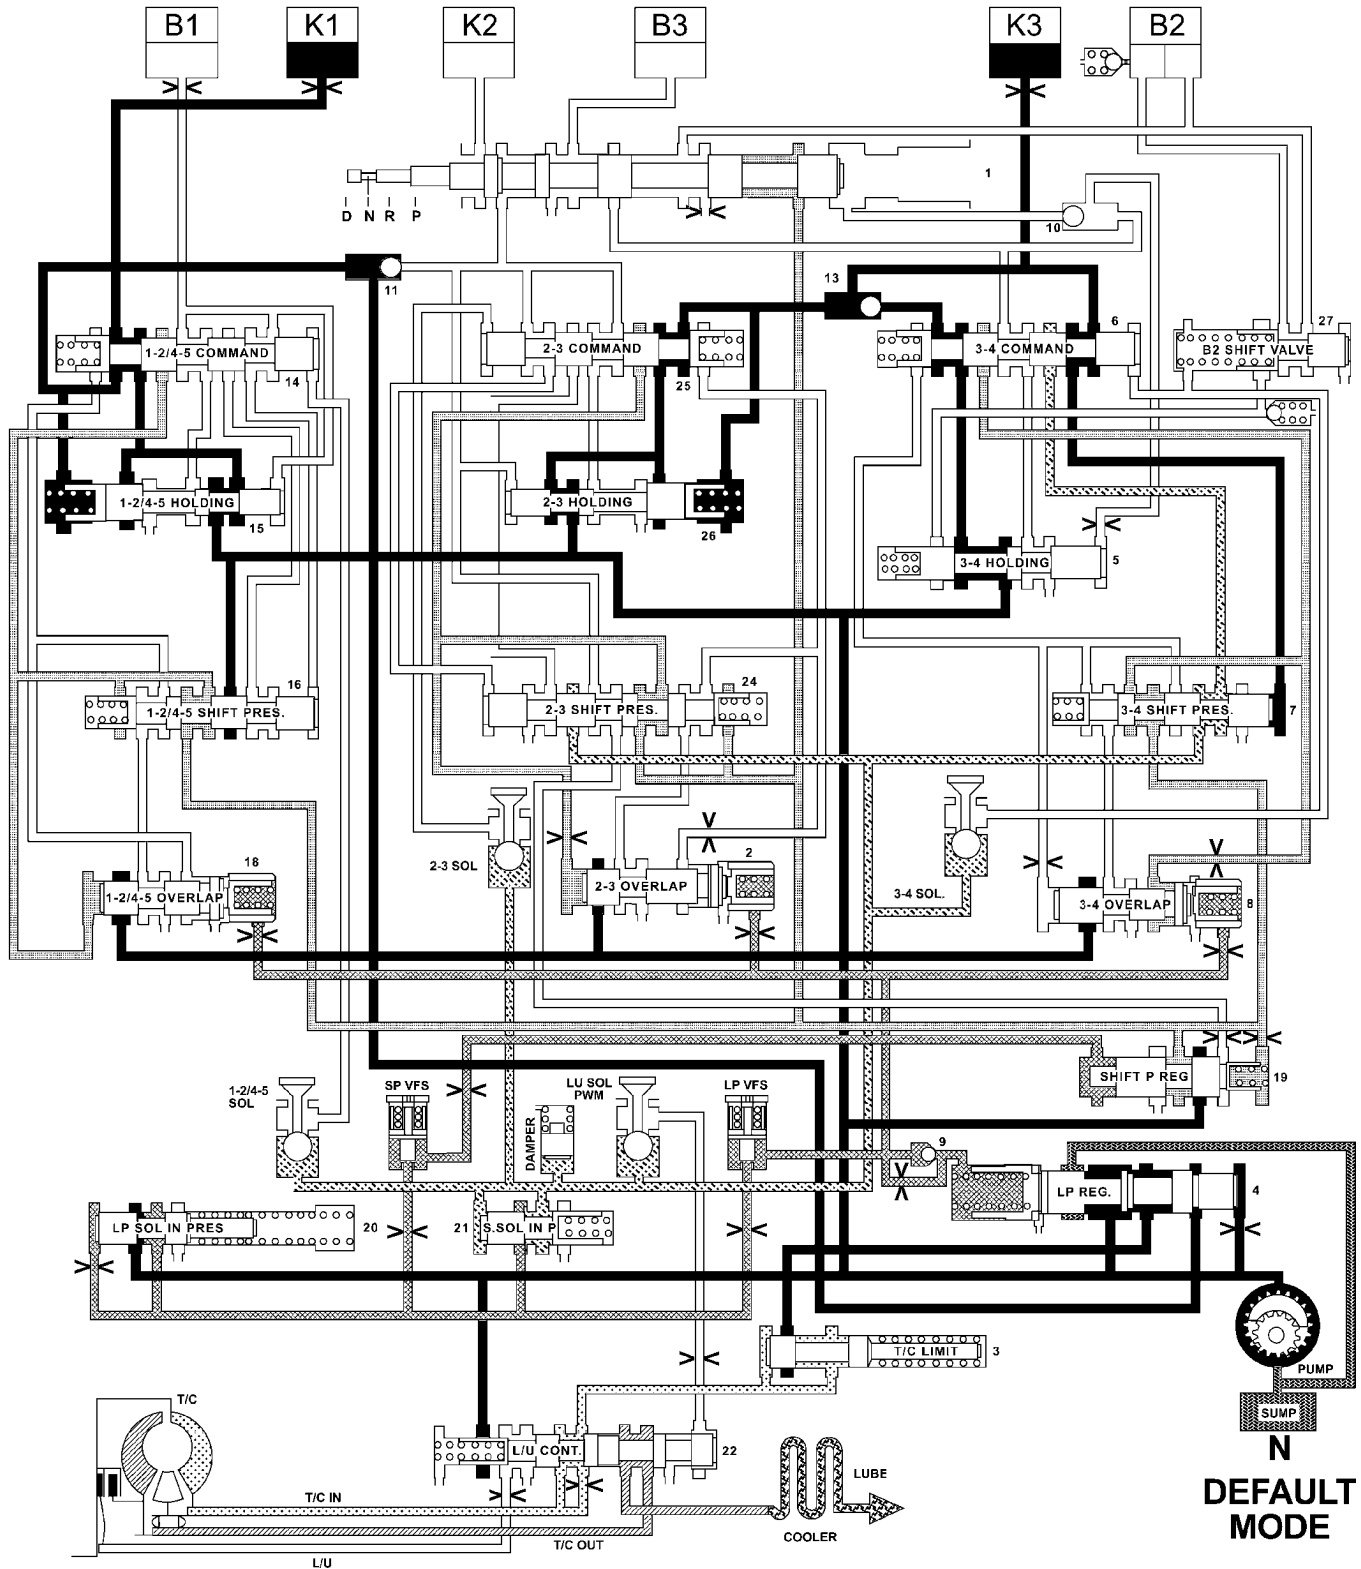 B1 K1 K2 B3 K3 B2
1
D N R P
10
11
13
6
27
1-2/4-5 COMMAND
2-3 COMMAND
3-4 COMMAND
B2 SHIFT VALVE
14
25
1-2/4-5 HOLDING
2-3 HOLDING
15
26
3-4 HOLDING
5
16
24
1-2/4-5 SHIFT PRES.
2-3 SHIFT PRES.
3-4 SHIFT PRES.
7
18
2
2-3 SOL
3-4 SOL.
1-2/4-5 OVERLAP
2-3 OVERLAP
3-4 OVERLAP
8
SHIFT P REG
19
1-2/4-5
SOL
SP VFS
LU SOL
PWM
LP VFS
DAMPER
9
LP REG.
4
LP SOL IN PRES
20
21
S.SOL IN P
T/C LIMIT
3
PUMP
SUMP
T/C
L/U CONT.
22
T/C IN
LUBE
COOLER
T/C OUT
L/U
N
DEFAULT
MODE